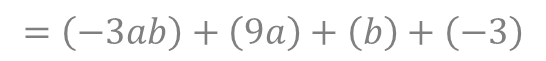 = (−3ab) + (9a) + (b) + (−3)